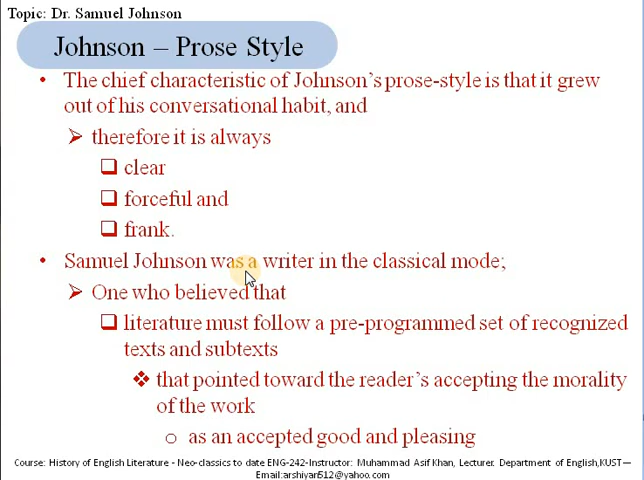 Topic: Dr. Samuel Johnson
Johnson – Prose Style
• The chief characteristic of Johnson's prose-style is that it grew
out of his conversational habit, and
➢ therefore it is always
❑ clear
❑ forceful and
❑ frank.
• Samuel Johnson was a writer in the classical mode;
➢ One who believed that
❑ literature must follow a pre-programmed set of recognized
texts and subtexts
❖ that pointed toward the reader's accepting the morality
of the work
o as an accepted good and pleasing
Course: History of English Literature - Neo-classics to date ENG-242-Instructor: Muhammad Asif Khan, Lecturer. Department of English,KUST—
Email:arshiyan512@yahoo.com